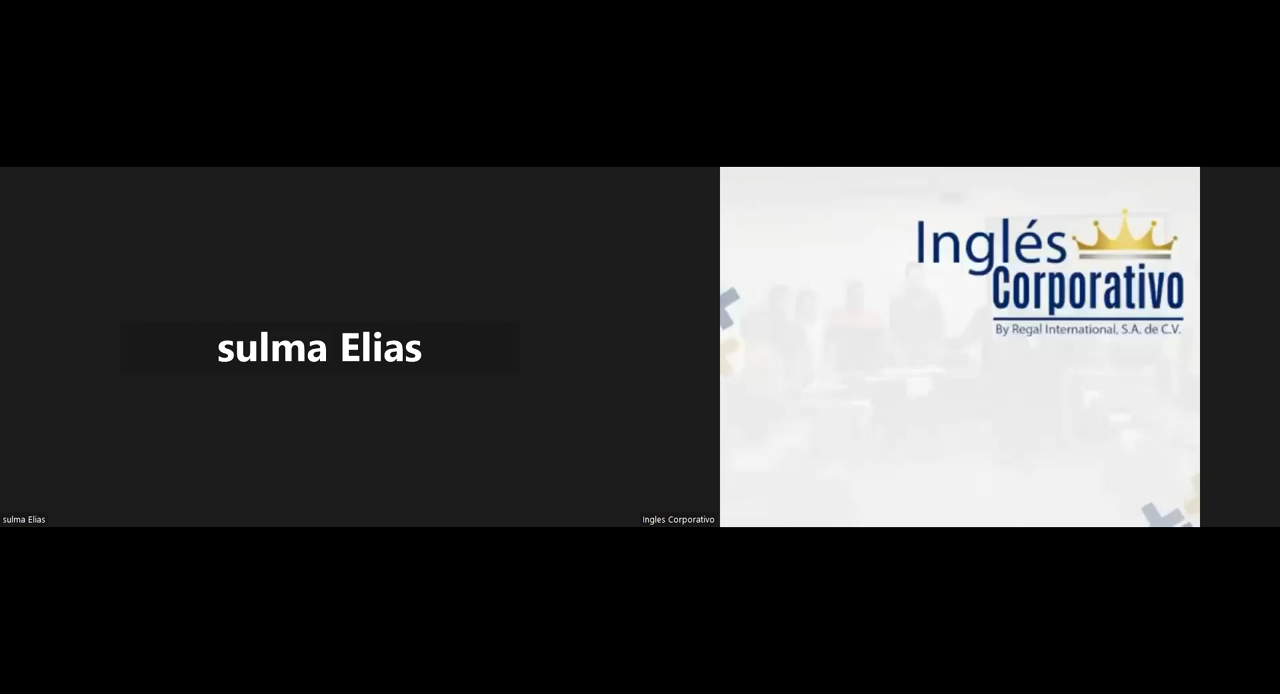 sulma Elias
sulma Elias
Ingles Corporativo
Inglés
Corporativo
By Regal International, S.A. de C.V.